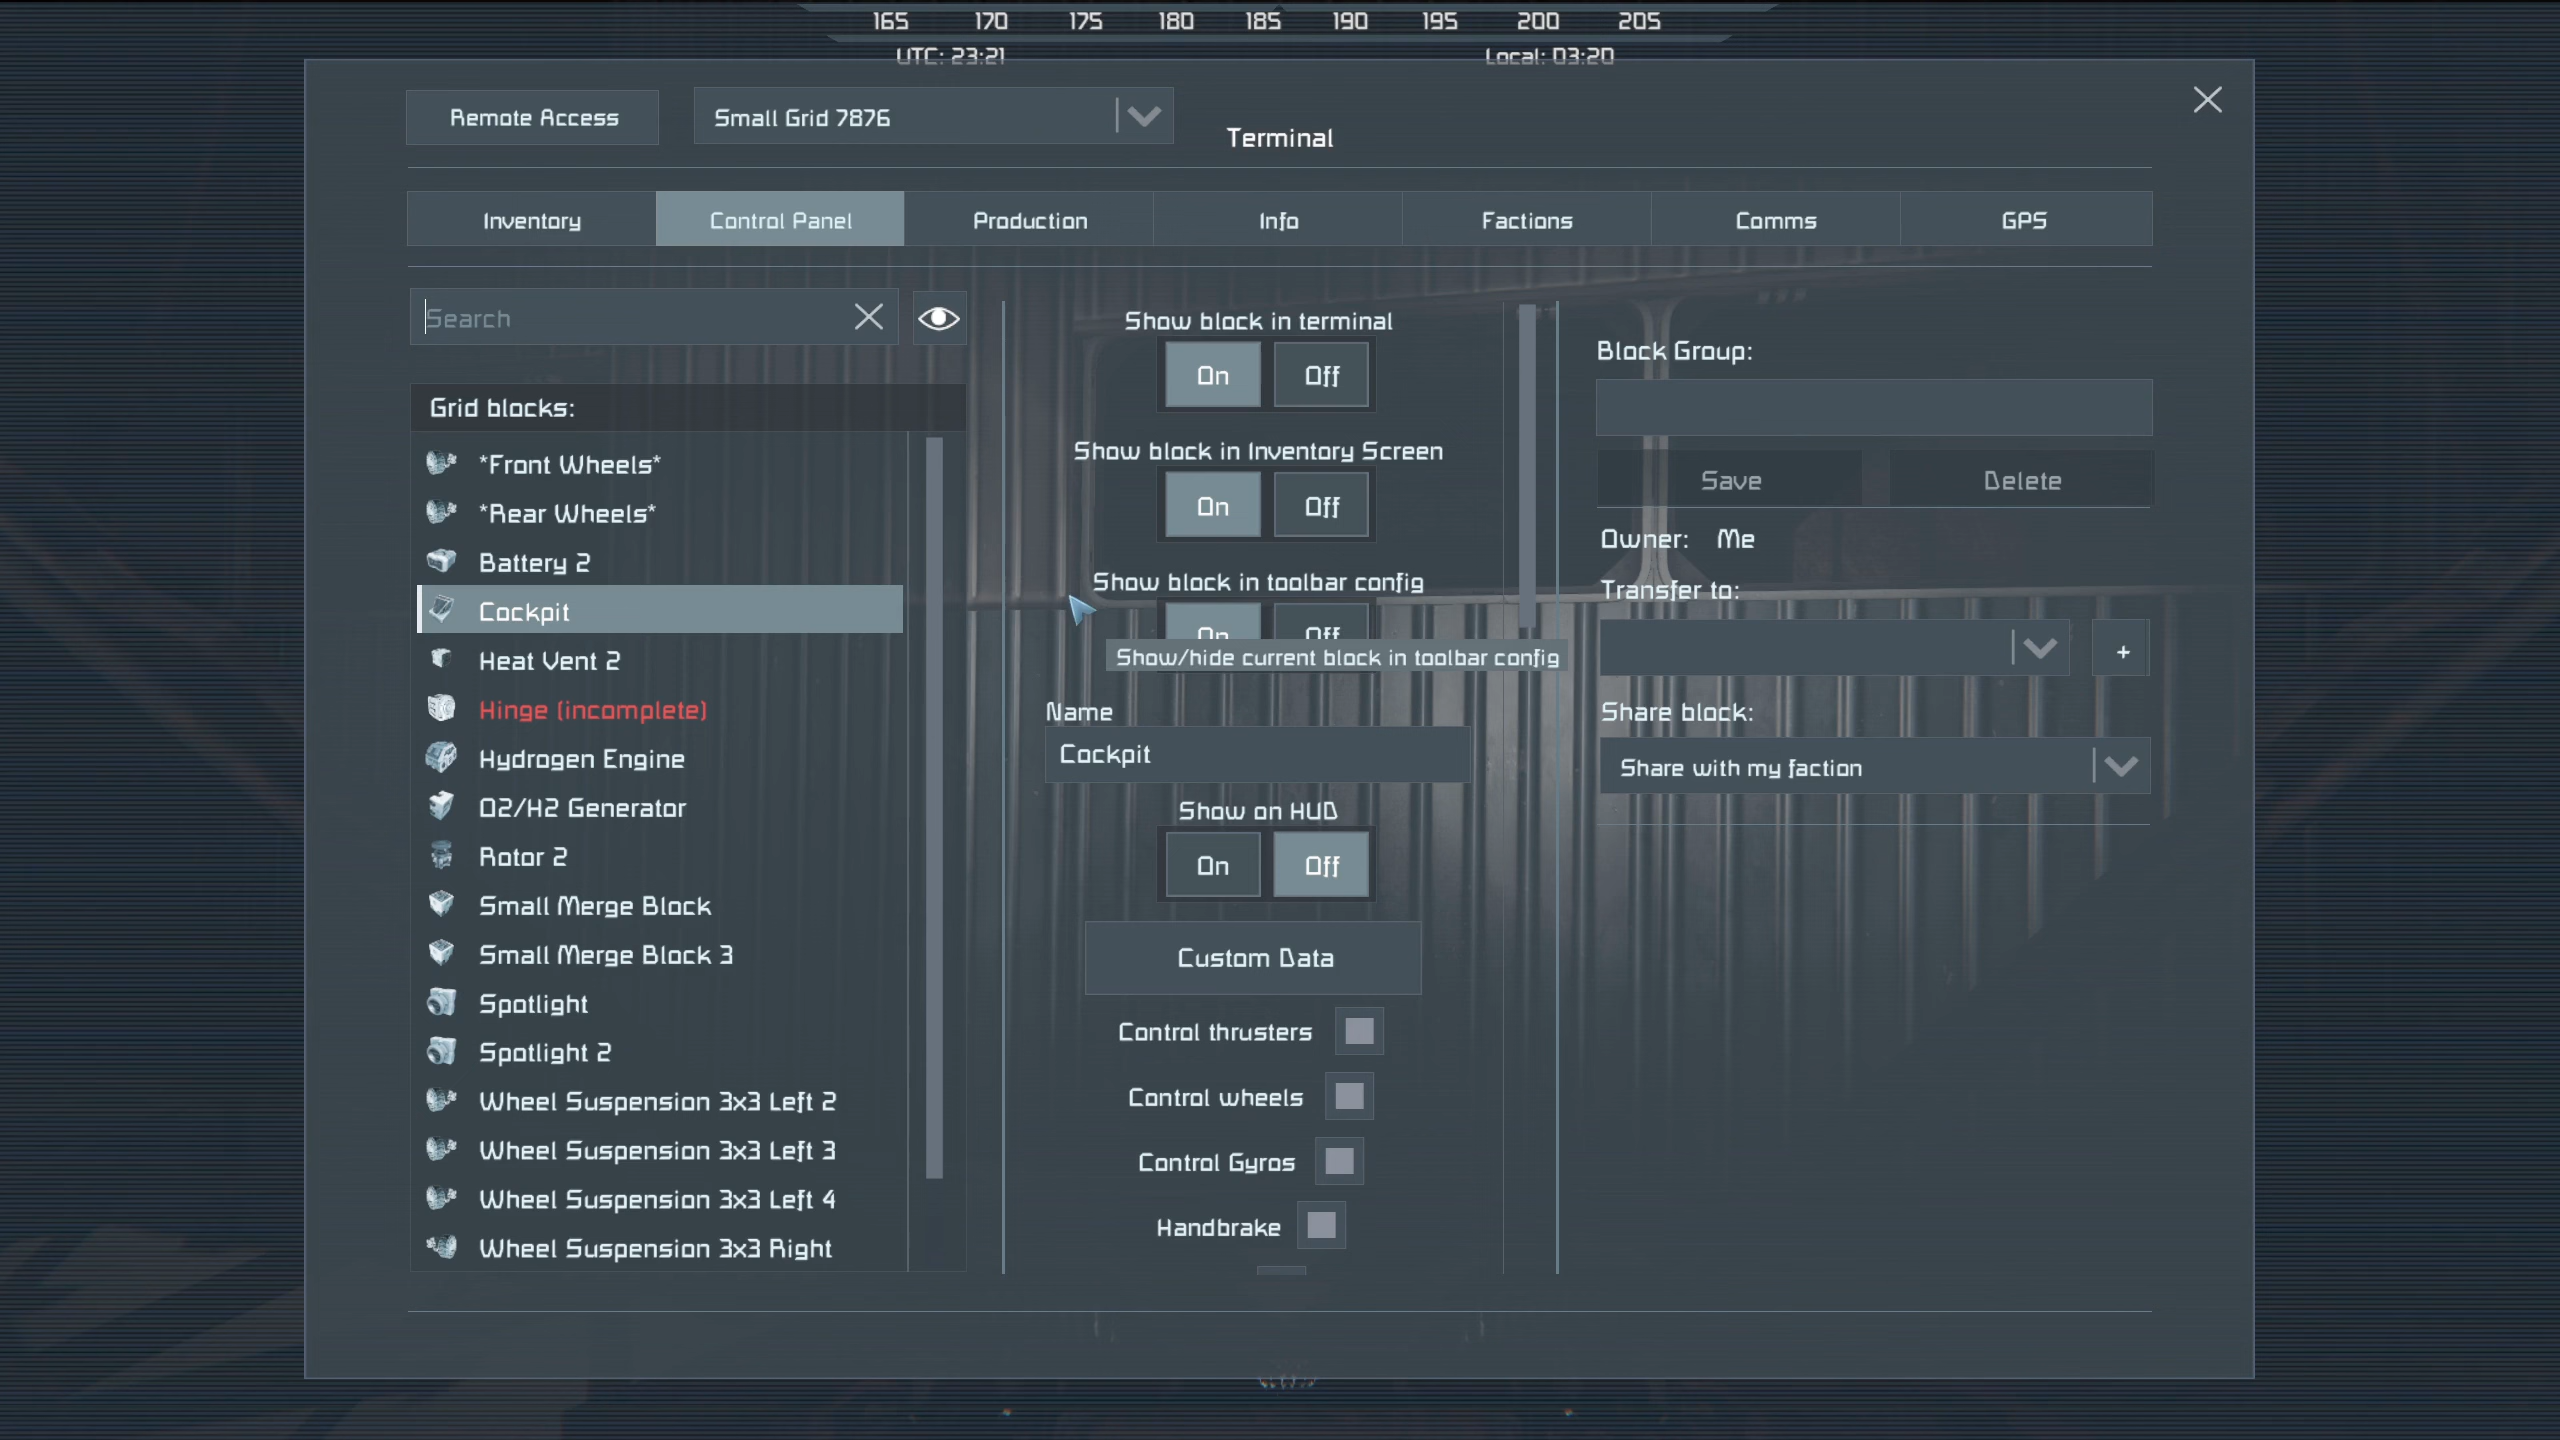 165 170 175 180 185 190 195 200 205
UTC: 23:21 Local: 03:20
Remote Access
Small Grid 7876
Terminal
Inventory
Control Panel
Production
Info
Factions
Comms
GPS
Search
Grid blocks:
*Front Wheels*
*Rear Wheels*
Battery 2
Cockpit
Heat Vent 2
Hinge (incomplete)
Hydrogen Engine
O2/H2 Generator
Rotor 2
Small Merge Block
Small Merge Block 3
Spotlight
Spotlight 2
Wheel Suspension 3x3 Left 2
Wheel Suspension 3x3 Left 3
Wheel Suspension 3x3 Left 4
Wheel Suspension 3x3 Right
Show block in terminal
On Off
Show block in Inventory Screen
On Off
Show block in toolbar config
On Off
Show/hide current block in toolbar config
Name
Cockpit
Show on HUD
On Off
Custom Data
Control thrusters
Control wheels
Control Gyros
Handbrake
Block Group:
Save Delete
Owner: Me
Transfer to:
+
Share block:
Share with my faction